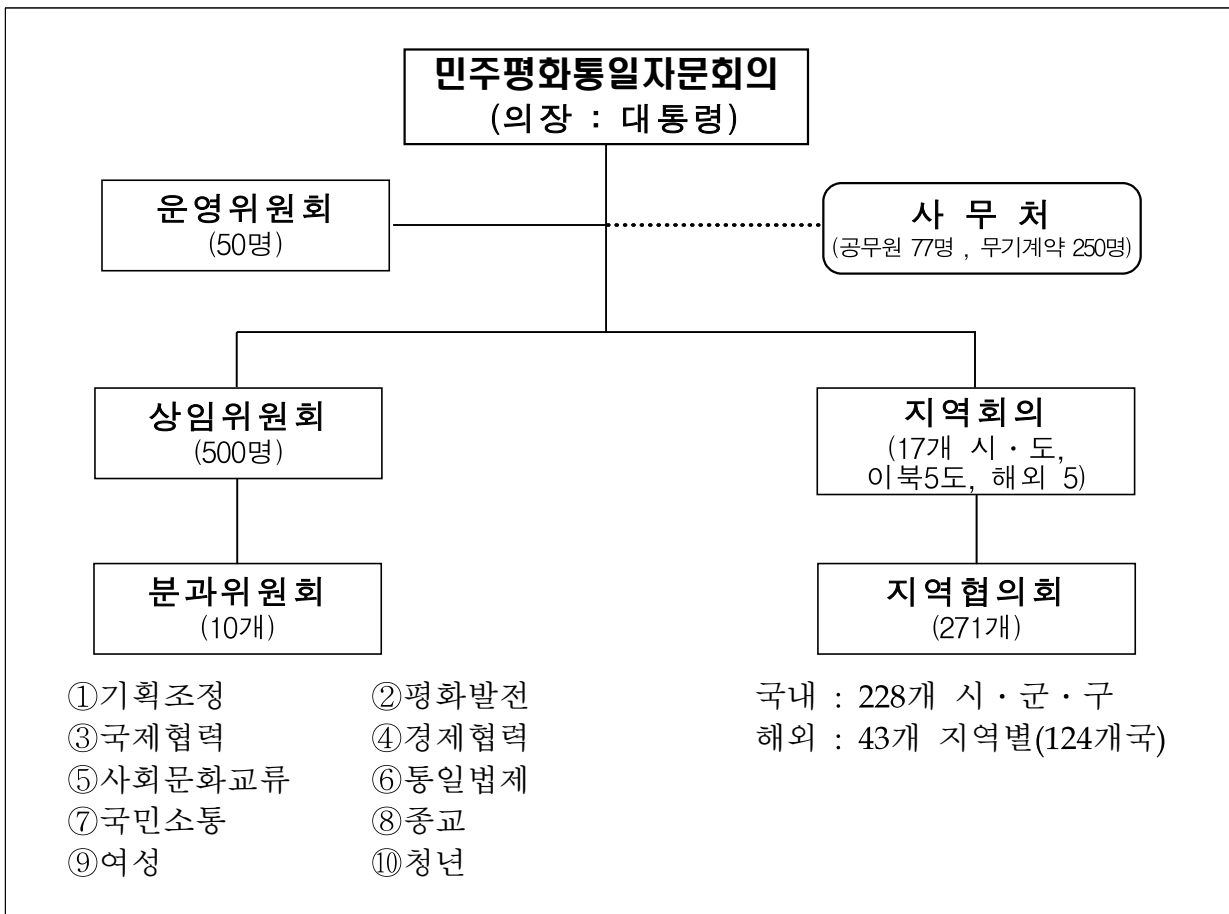 민주평화통일자문회의
(의장 : 대통령)
운영위원회
(50명)
사 무 처
(공무원 77명 , 무기계약 250명)
상임위원회
(500명)
지역회의
(17개 시 · 도,
이북5도, 해외 5)
분과위원회
(10개)
지역협의회
(271개)
①기획조정 ②평화발전
③국제협력 ④경제협력
⑤사회문화교류 ⑥통일법제
⑦국민소통 ⑧종교
⑨여성 ⑩청년
국내 : 228개 시 · 군 · 구
해외 : 43개 지역별(124개국)